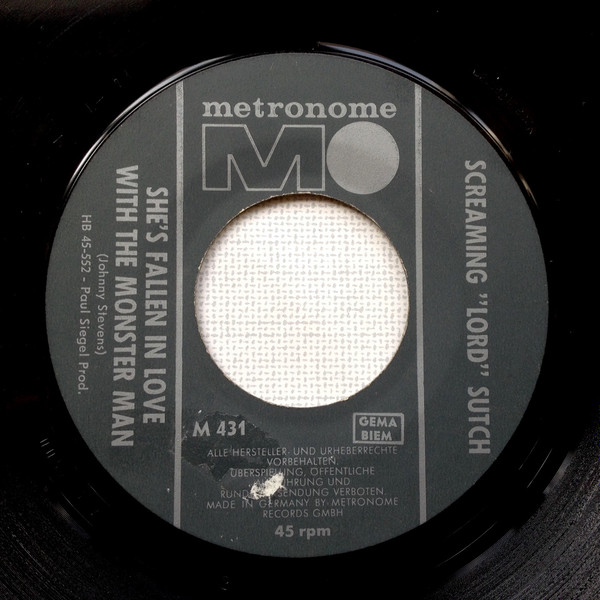 metronome
MO
SHE'S FALLEN IN LOVE
WITH THE MONSTER MAN
(Johnny Stevens)
HB 45-552 - Paul Siegel Prod.
SCREAMING "LORD" SUTCH
M 431
GEMA
BIEM
ALLE HERSTELLER- UND URHEBERRECHTE
VORBEHALTEN
ÜBERSPIELUNG, ÖFFENTLICHE
UND
SENDUNG VERBOTEN
MADE IN GERMANY BY METRONOME
RECORDS GMBH
45 rpm